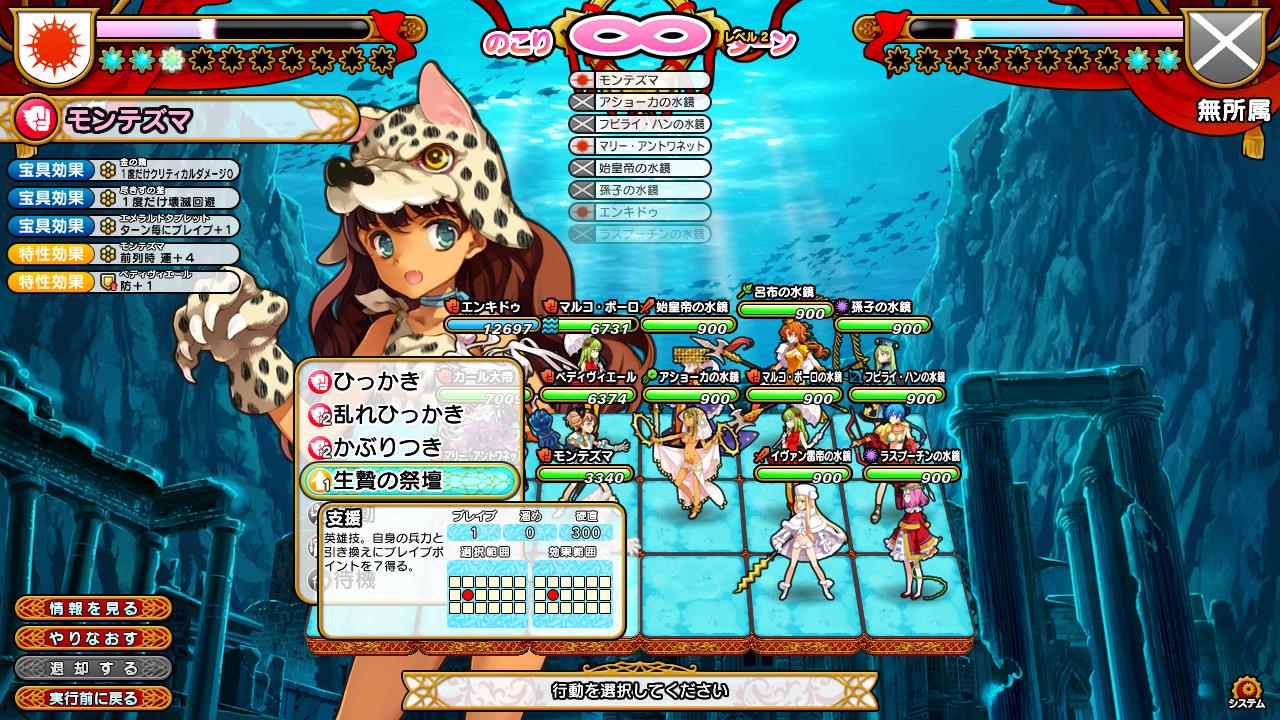 のこり
レベル 2
ターン
無所属
モンテズマ
アショーカの水鏡
フビライ・ハンの水鏡
マリー・アントワネット
始皇帝の水鏡
孫子の水鏡
エンキドゥ
ラスプーチンの水鏡
モンテズマ
宝具効果
金の鶏
1度だけクリティカルダメージ0
宝具効果
尽きずの釜
1度だけ壊滅回避
宝具効果
エメラルドタブレット
ターン毎にブレイブ+1
特性効果
モンテズマ
前列時 運+4
特性効果
ベディヴィエール
防+1
エンキドゥ
12697
マルコ・ポーロ
6731
始皇帝の水鏡
900
呂布の水鏡
900
孫子の水鏡
900
カール大帝
7009
ベディヴィエール
6374
アショーカの水鏡
900
マルコ・ポーロの水鏡
900
フビライ・ハンの水鏡
900
マリー・アントワネッ
モンテズマ
3340
イヴァン雷帝の水鏡
900
ラスプーチンの水鏡
900
ひっかき
2 乱れひっかき
2 かぶりつき
1 生贄の祭壇
待機
支援
英雄技。自身の兵力と
引き換えにブレイブポ
イントを7得る。
ブレイブ 溜め 硬直
1 0 300
選択範囲 効果範囲
情報を見る
やりなおす
退却する
実行前に戻る
行動を選択してください
システム